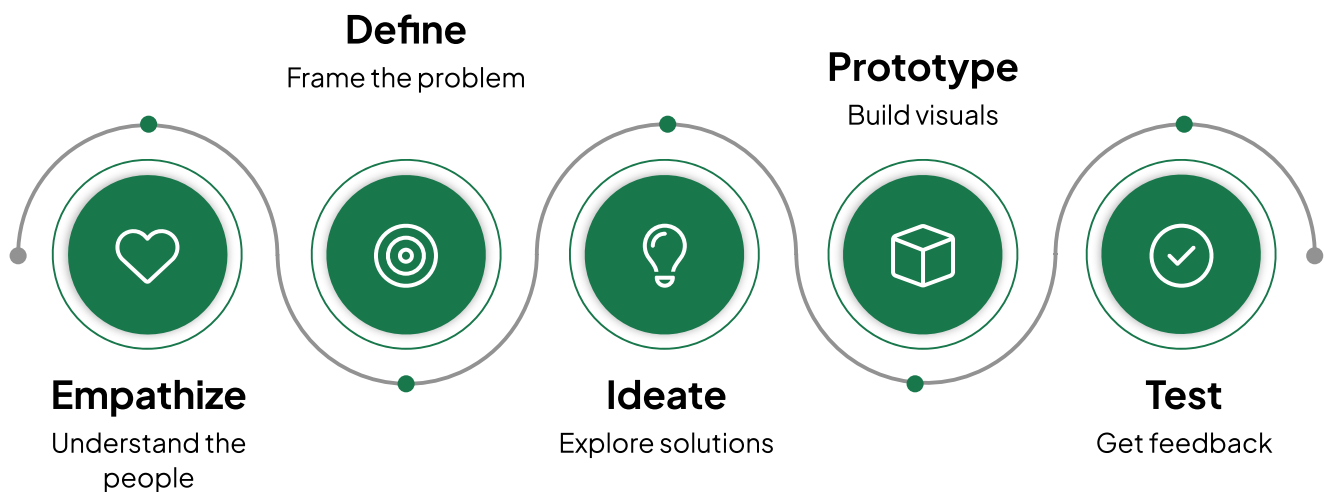 Empathize
Understand the
people
Define
Frame the problem
Ideate
Explore solutions
Prototype
Build visuals
Test
Get feedback